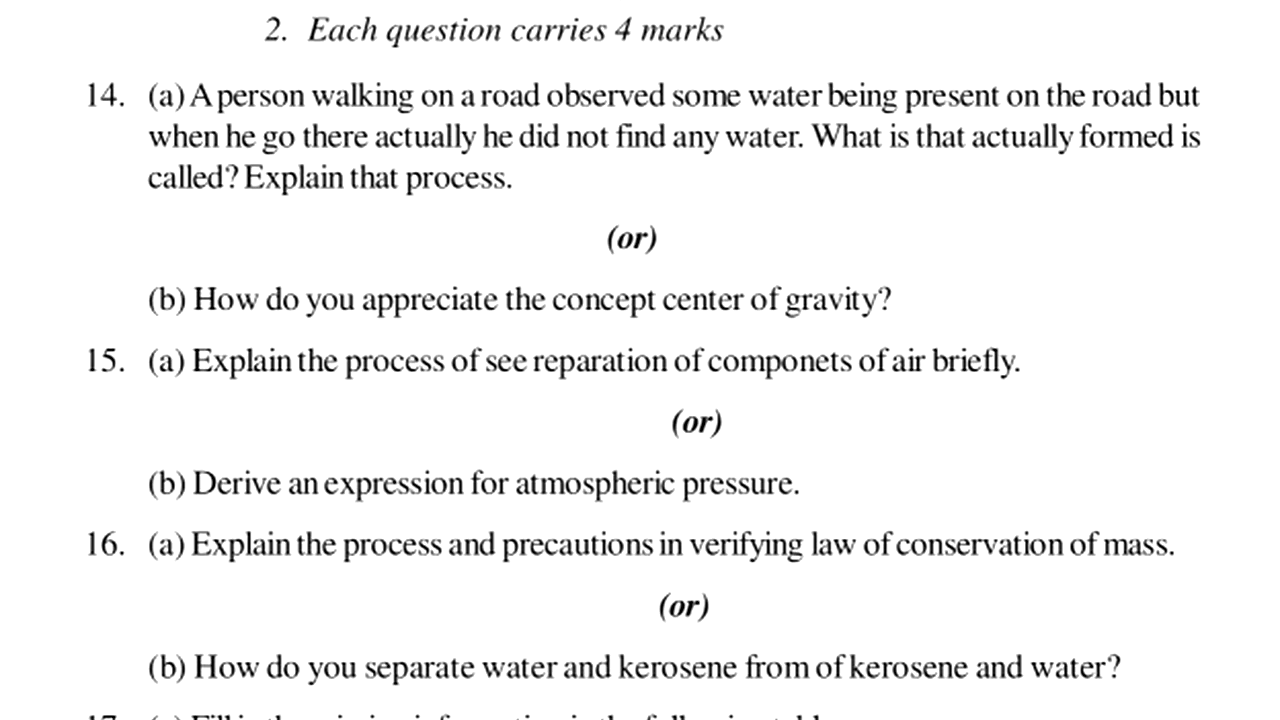 2. Each question carries 4 marks
14. (a) A person walking on a road observed some water being present on the road but
when he go there actually he did not find any water. What is that actually formed is
called? Explain that process.
(or)
(b) How do you appreciate the concept center of gravity?
15. (a) Explain the process of see reparation of componets of air briefly.
(or)
(b) Derive an expression for atmospheric pressure.
16. (a) Explain the process and precautions in verifying law of conservation of mass.
(or)
(b) How do you separate water and kerosene from of kerosene and water?